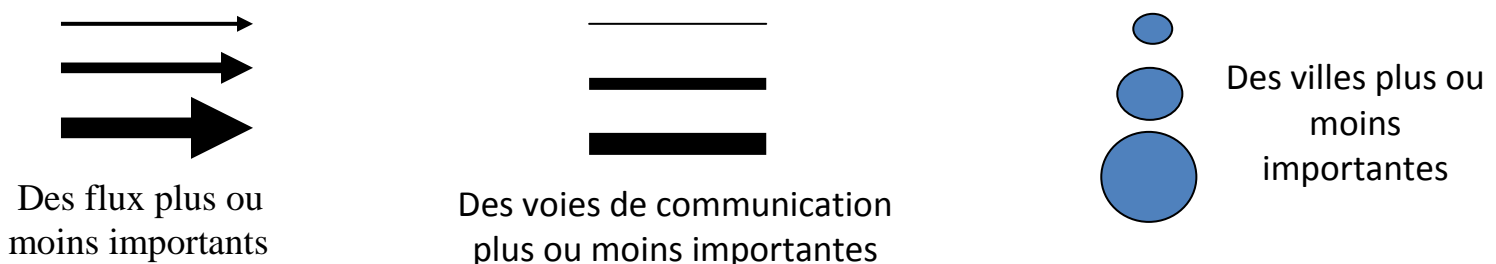 Des flux plus ou
moins importants
Des voies de communication
plus ou moins importantes
Des villes plus ou
moins
importantes